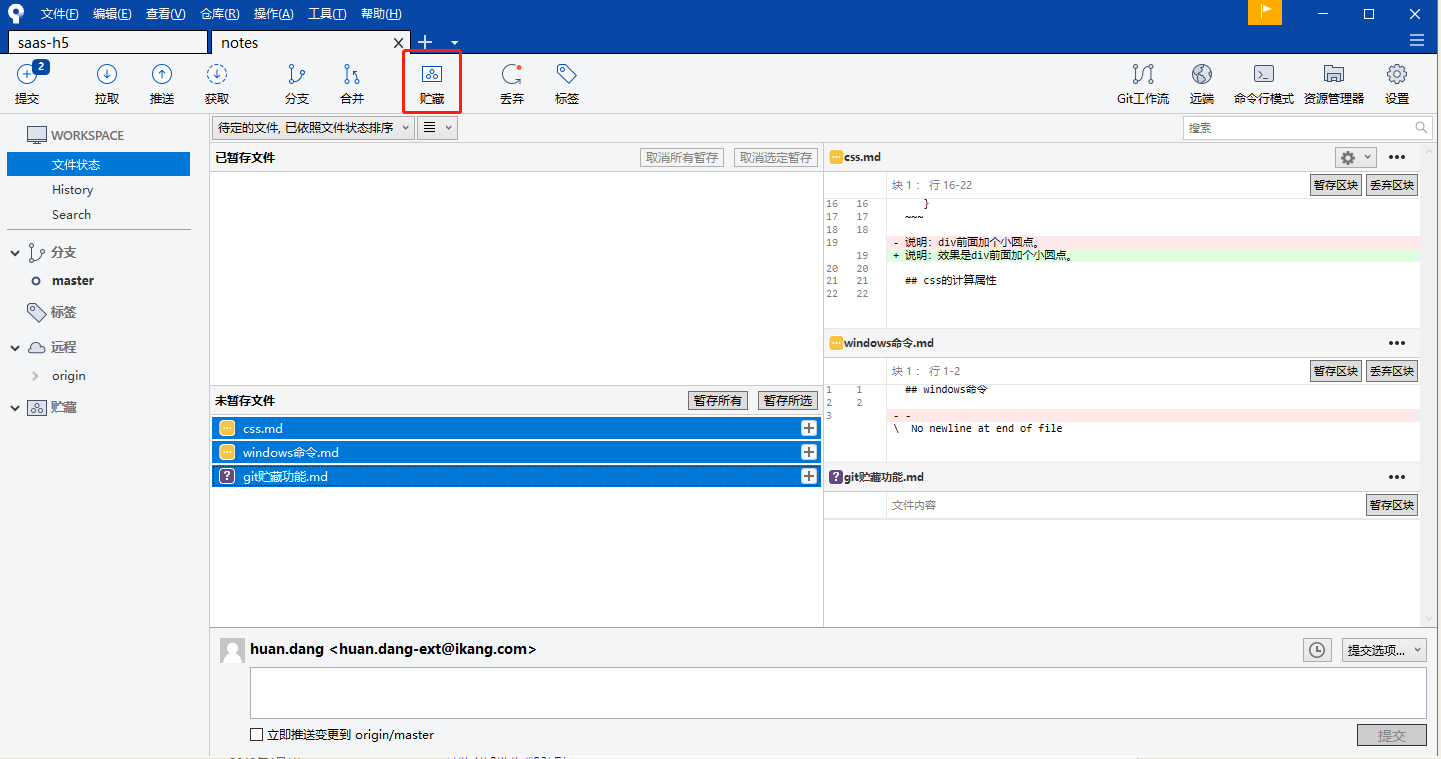 文件(F) 编辑(E) 查看(V) 仓库(R) 操作(A) 工具(T) 帮助(H)
saas-h5 notes
2
提交 拉取 推送 获取 分支 合并 贮藏 丢弃 标签 Git工作流 远端 命令行模式 资源管理器 设置
WORKSPACE
文件状态
History
Search
分支
master
标签
远程
origin
贮藏
待定的文件, 已依照文件状态排序
搜索
已暂存文件 取消所有暂存 取消选定暂存
未暂存文件 暂存所有 暂存所选
css.md
windows命令.md
? git贮藏功能.md
css.md
块 1： 行 16-22 暂存区块 丢弃区块
16 16 }
17 17 ~~~
18 18
19 - 说明: div前面加个小圆点。
19 + 说明: 效果是div前面加个小圆点。
20 20
21 21 ## css的计算属性
22 22
windows命令.md
块 1： 行 1-2 暂存区块 丢弃区块
1 1 ## windows命令
2 2
3 - -
\ No newline at end of file
? git贮藏功能.md
文件内容 暂存区块
huan.dang <huan.dang-ext@ikang.com>
提交选项...
立即推送变更到 origin/master
提交